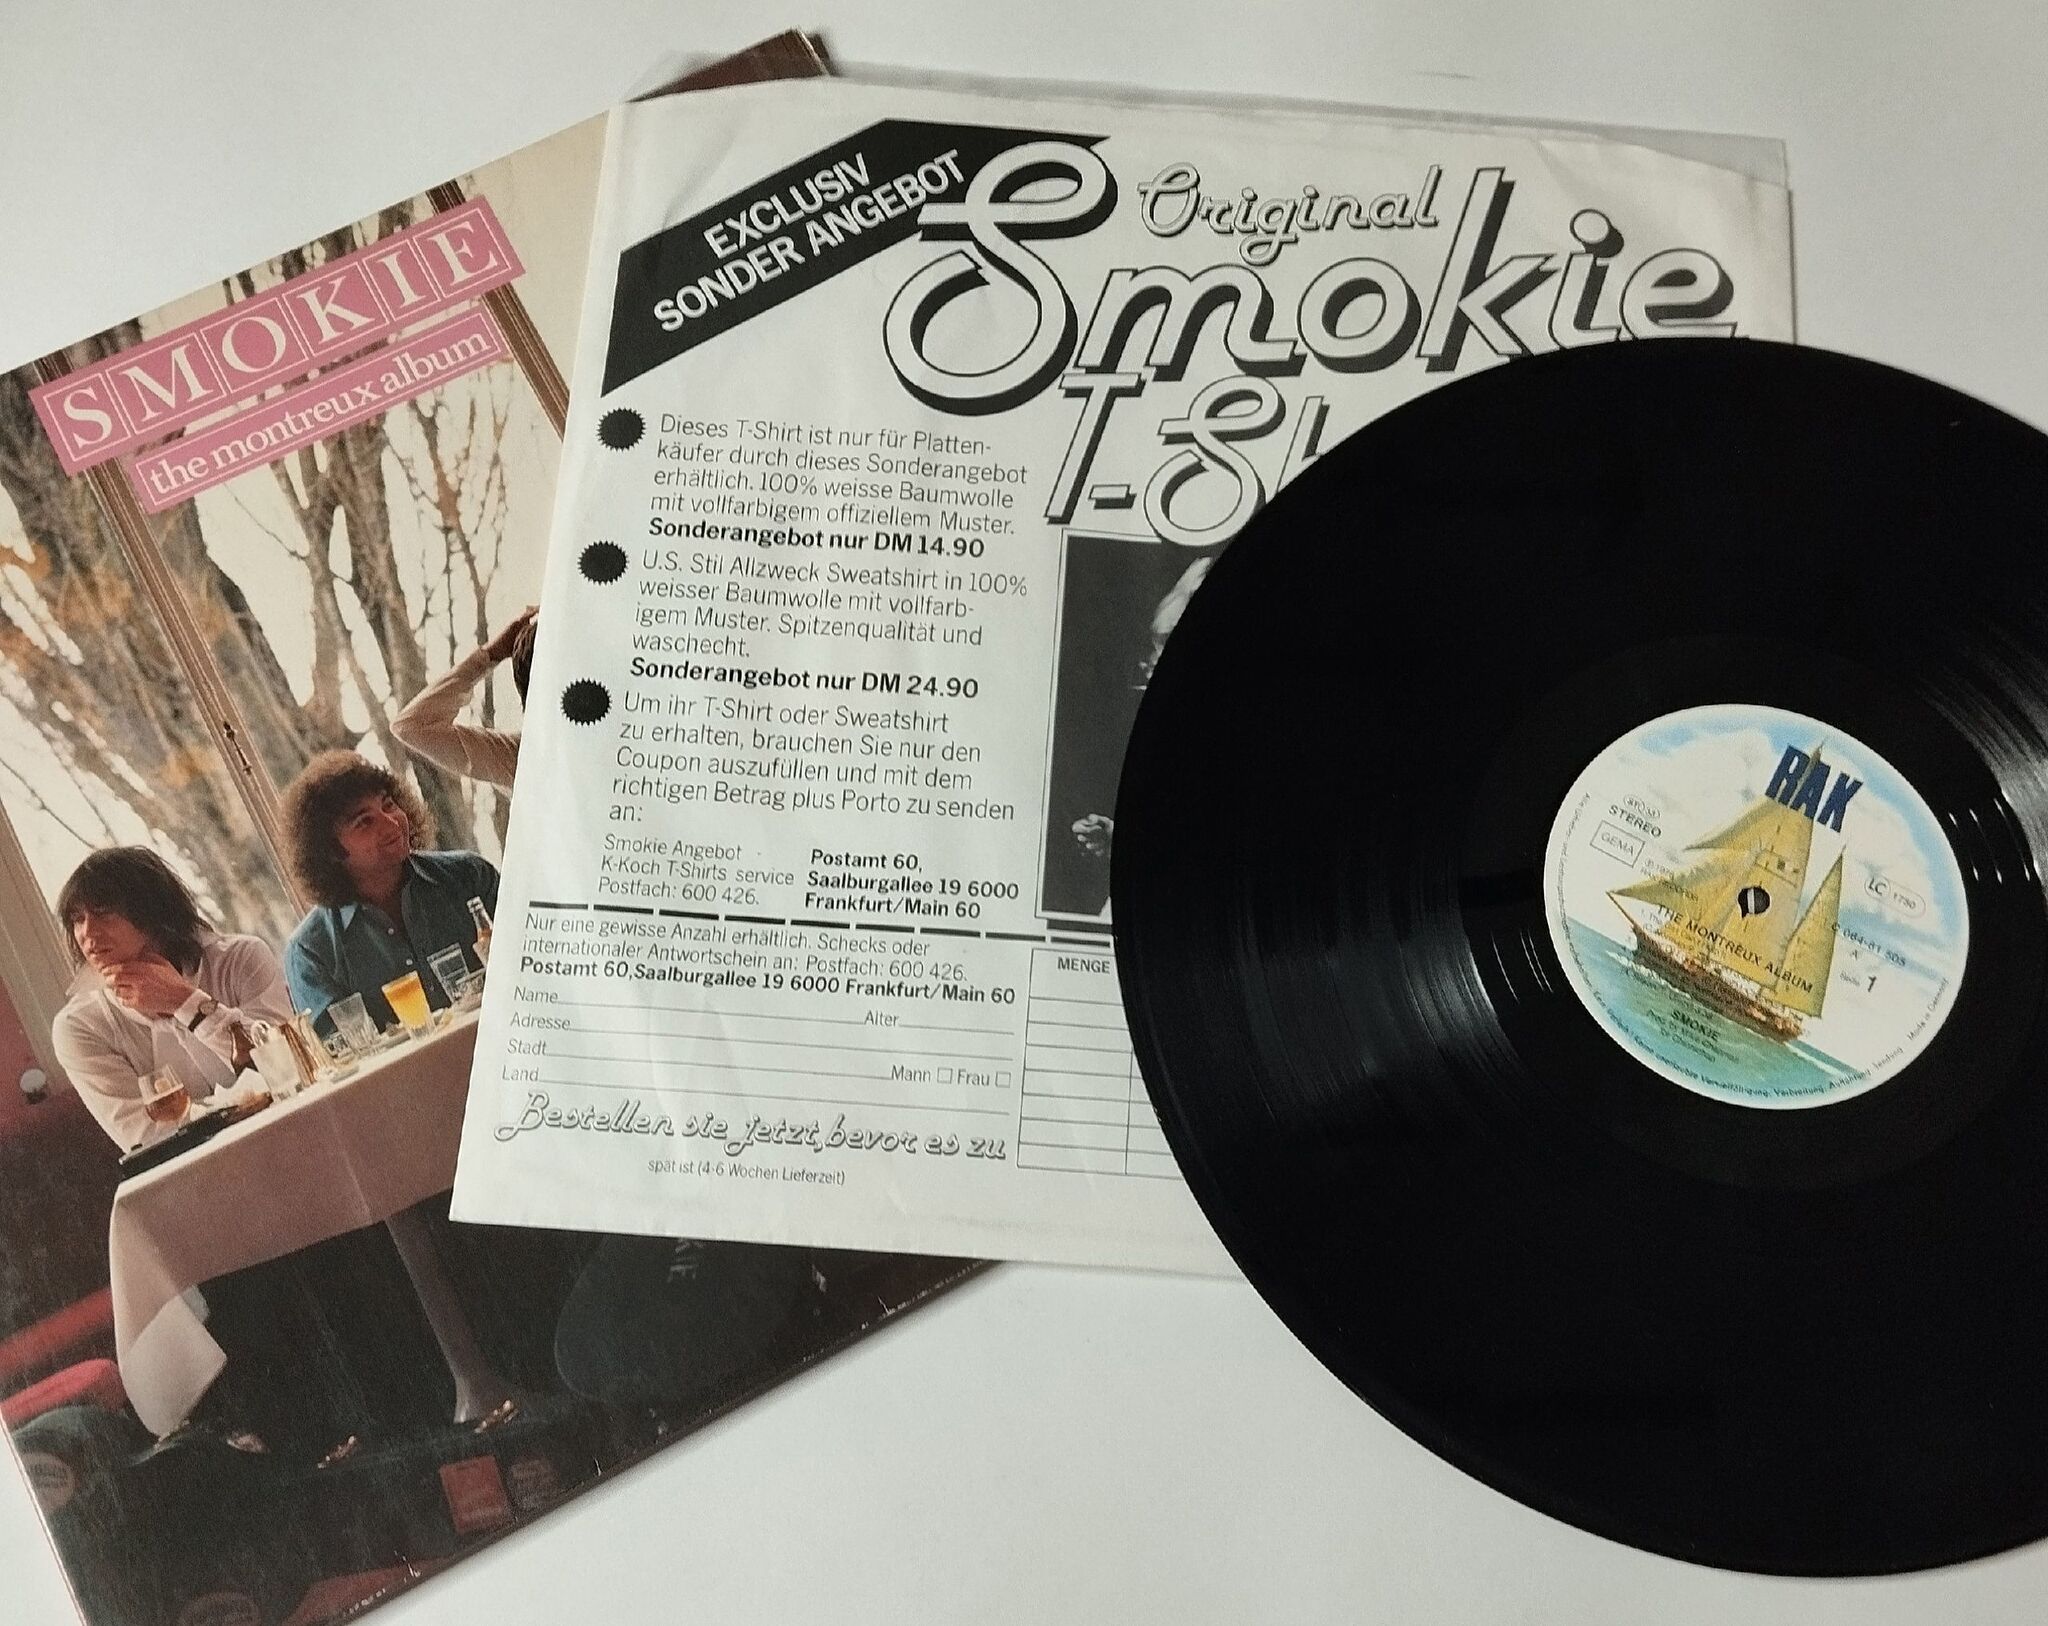 SMOKIE
the montreux album
EXCLUSIV
SONDER ANGEBOT
Original
Smokie
Dieses T-Shirt ist nur für Platten-
käufer durch dieses Sonderangebot
erhältlich. 100% weisse Baumwolle
mit vollfarbigem offiziellem Muster.
Sonderangebot nur DM 14.90
U.S. Stil Allzweck Sweatshirt in 100%
weisser Baumwolle mit vollfarb-
igem Muster. Spitzenqualität und
waschecht.
Sonderangebot nur DM 24.90
Um ihr T-Shirt oder Sweatshirt
zu erhalten, brauchen Sie nur den
Coupon auszufüllen und mit dem
richtigen Betrag plus Porto zu senden
an:
Smokie Angebot
K-Koch T-Shirts service
Postfach: 600 426.
Postamt 60,
Saalburgallee 19 6000
Frankfurt/Main 60
Nur eine gewisse Anzahl erhältlich. Schecks oder
internationaler Antwortschein an: Postfach: 600 426.
Postamt 60, Saalburgallee 19 6000 Frankfurt/Main 60
Name
Alter
Adresse
Stadt
Land
Mann Frau
MENGE
Bestellen sie jetzt, bevor es zu
spät ist (4-6 Wochen Lieferzeit)
RAK
STEREO
GEMA
LC 1750
THE MONTREUX ALBUM
A
Seite 1
SMOKIE
Made in Germany